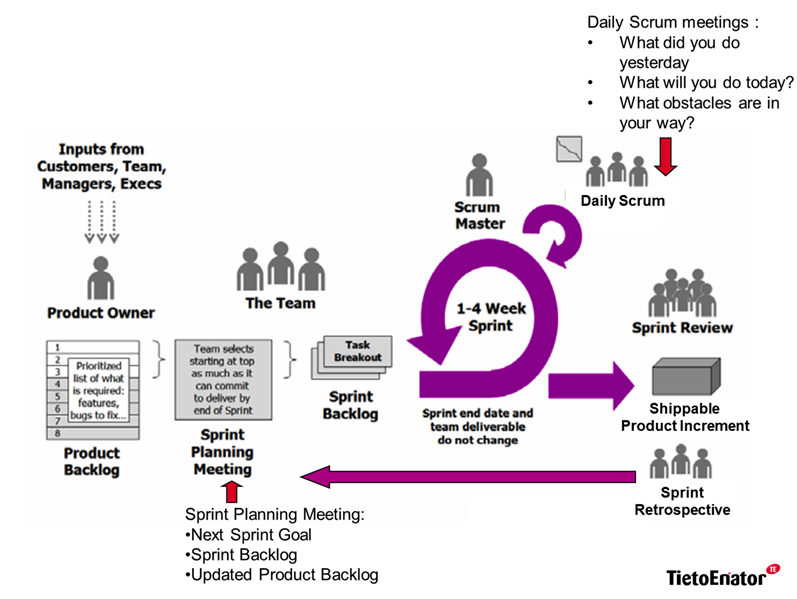 Daily Scrum meetings :
• What did you do
yesterday
• What will you do today?
• What obstacles are in
your way?
Inputs from
Customers, Team,
Managers, Execs
Scrum
Master
Daily Scrum
Product Owner
The Team
1-4 Week
Sprint
Sprint Review
1
2
3
4
5
6
7
8
Prioritized
list of what
is required:
features,
bugs to fix...
Team selects
starting at top
as much as it
can commit
to deliver by
end of Sprint
Task
Breakout
Sprint
Backlog
Sprint end date and
team deliverable
do not change
Shippable
Product Increment
Product
Backlog
Sprint
Planning
Meeting
Sprint
Retrospective
Sprint Planning Meeting:
•Next Sprint Goal
•Sprint Backlog
•Updated Product Backlog
TietoEnator TE